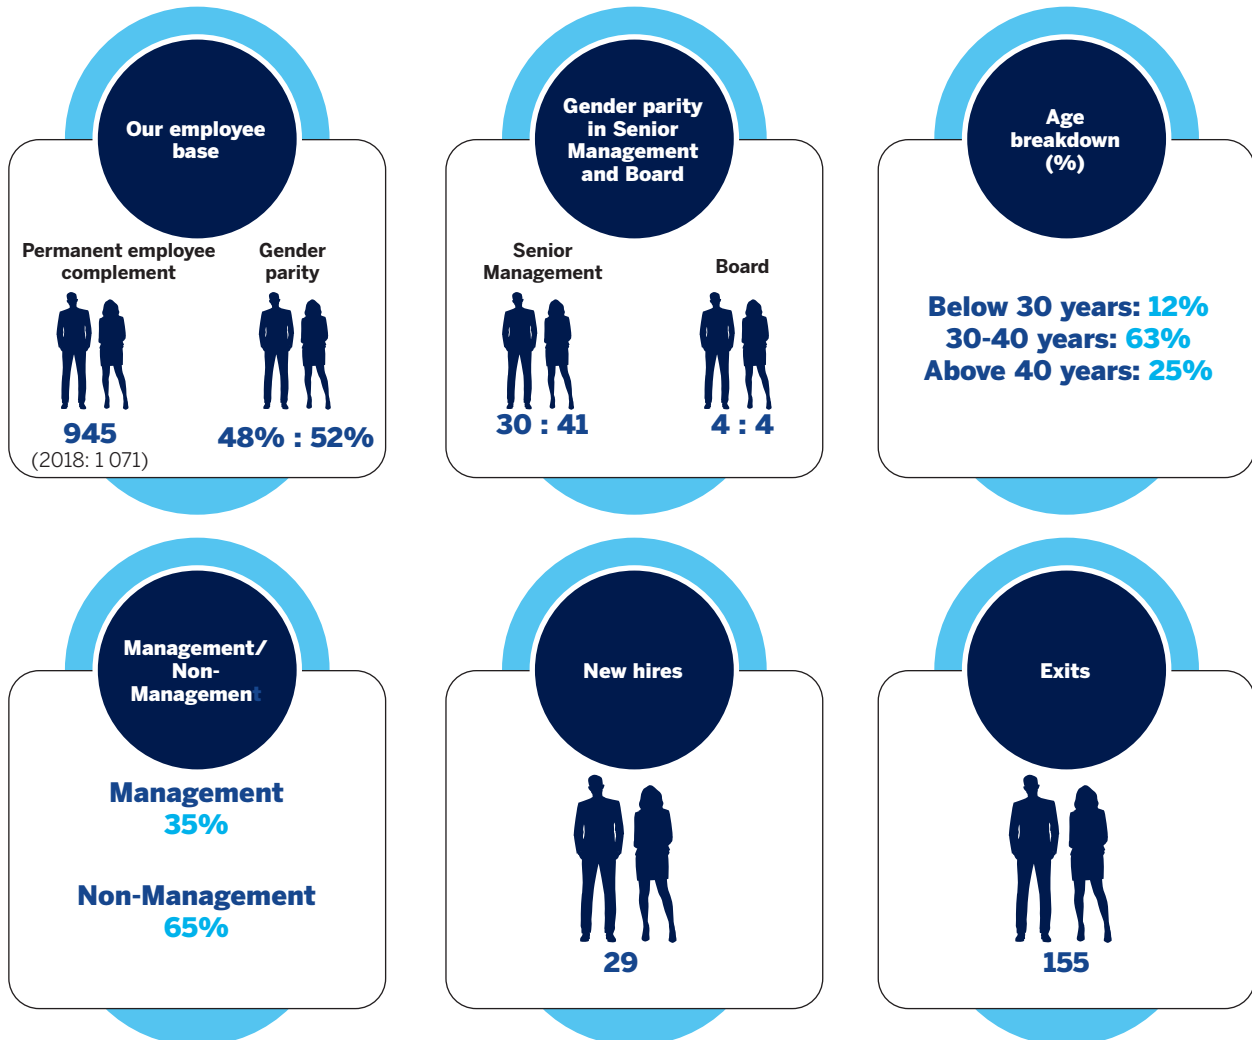 Our employee
base
Permanent employee
complement
945
(2018: 1 071)
Gender
parity
48% : 52%
Gender parity
in Senior
Management
and Board
Senior
Management
30 : 41
Board
4 : 4
Age
breakdown
(%)
Below 30 years: 12%
30-40 years: 63%
Above 40 years: 25%
Management/
Non-
Management
Management
35%
Non-Management
65%
New hires
29
Exits
155